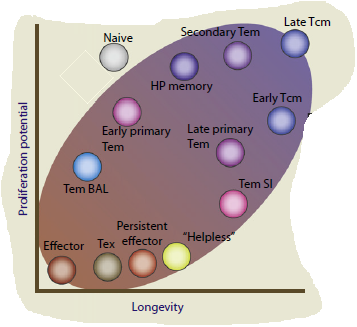 Late Tcm
Secondary Tem
Naive
HP memory
Early Tcm
Early primary
Tem
Late primary
Tem
Tem BAL
Tem SI
Persistent
effector
"Helpless"
Effector
Tex
Proliferation potential
Longevity